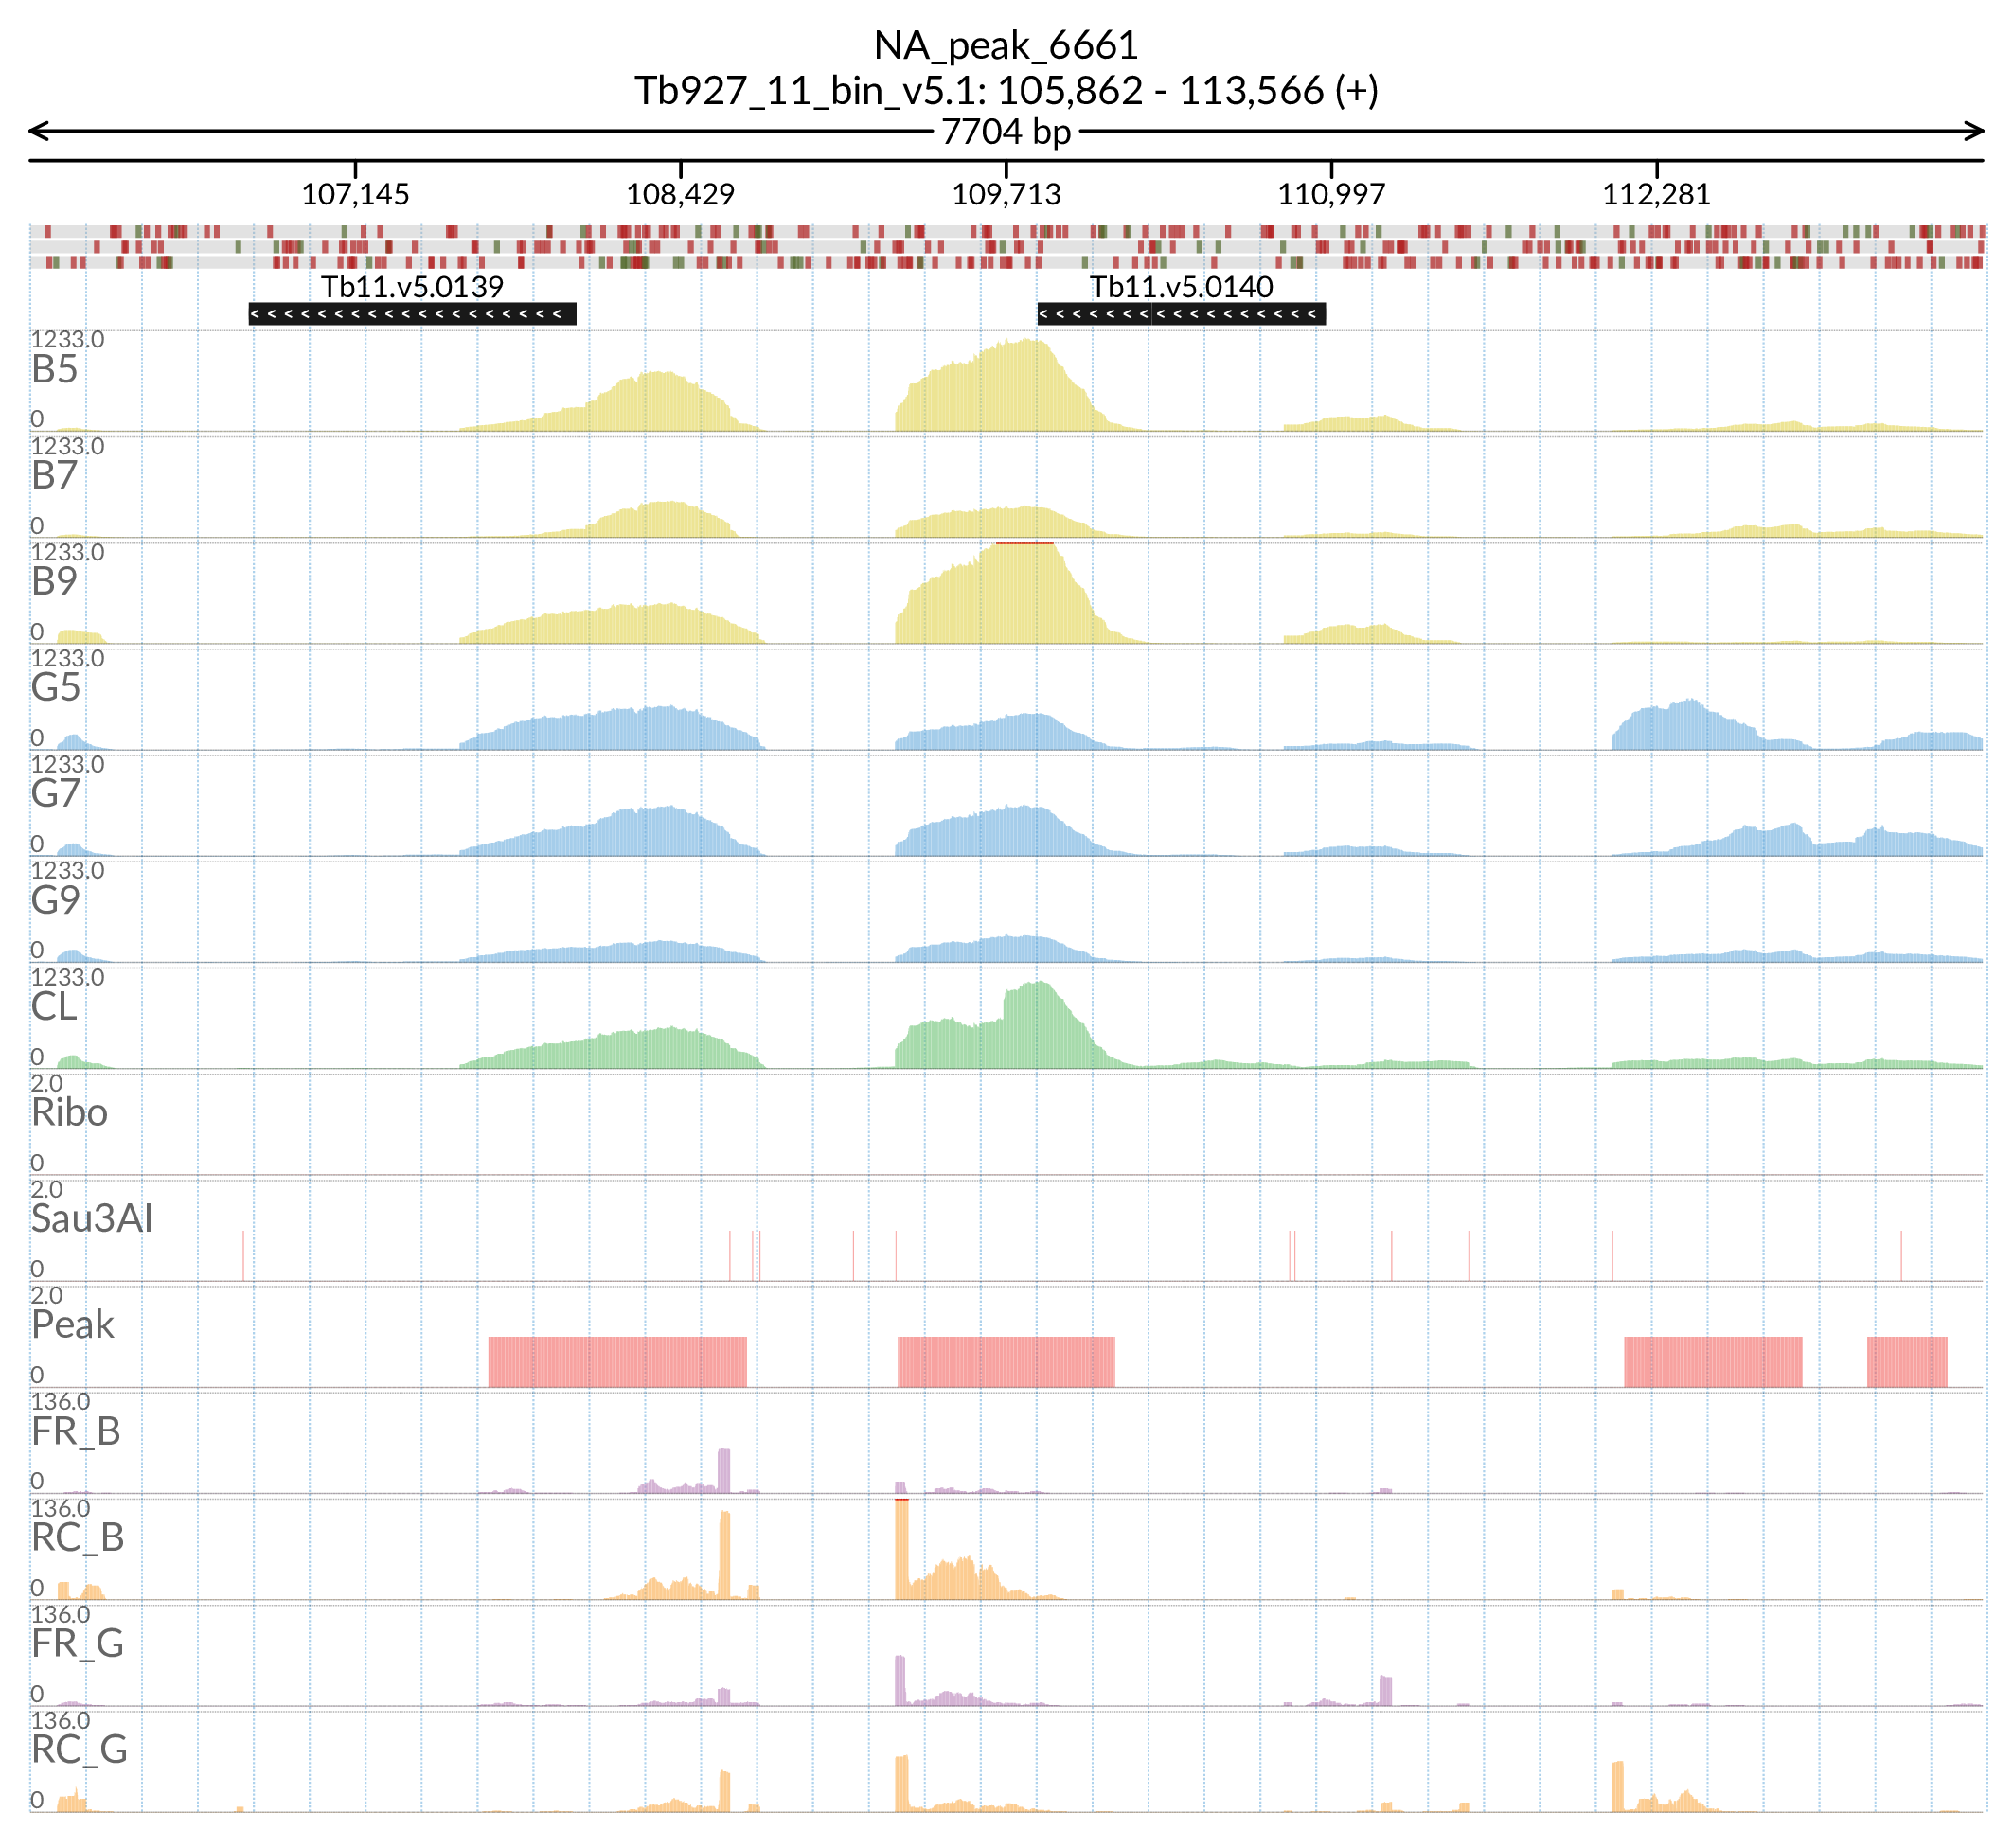 NA_peak_6661
Tb927_11_bin_v5.1: 105,862 - 113,566 (+)
7704 bp
107,145 108,429 109,713 110,997 112,281
Tb11.v5.0139 Tb11.v5.0140
1233.0
B5
0
1233.0
B7
0
1233.0
B9
0
1233.0
G5
0
1233.0
G7
0
1233.0
G9
0
1233.0
CL
0
2.0
Ribo
0
2.0
Sau3AI
0
2.0
Peak
0
136.0
FR_B
0
136.0
RC_B
0
136.0
FR_G
0
136.0
RC_G
0